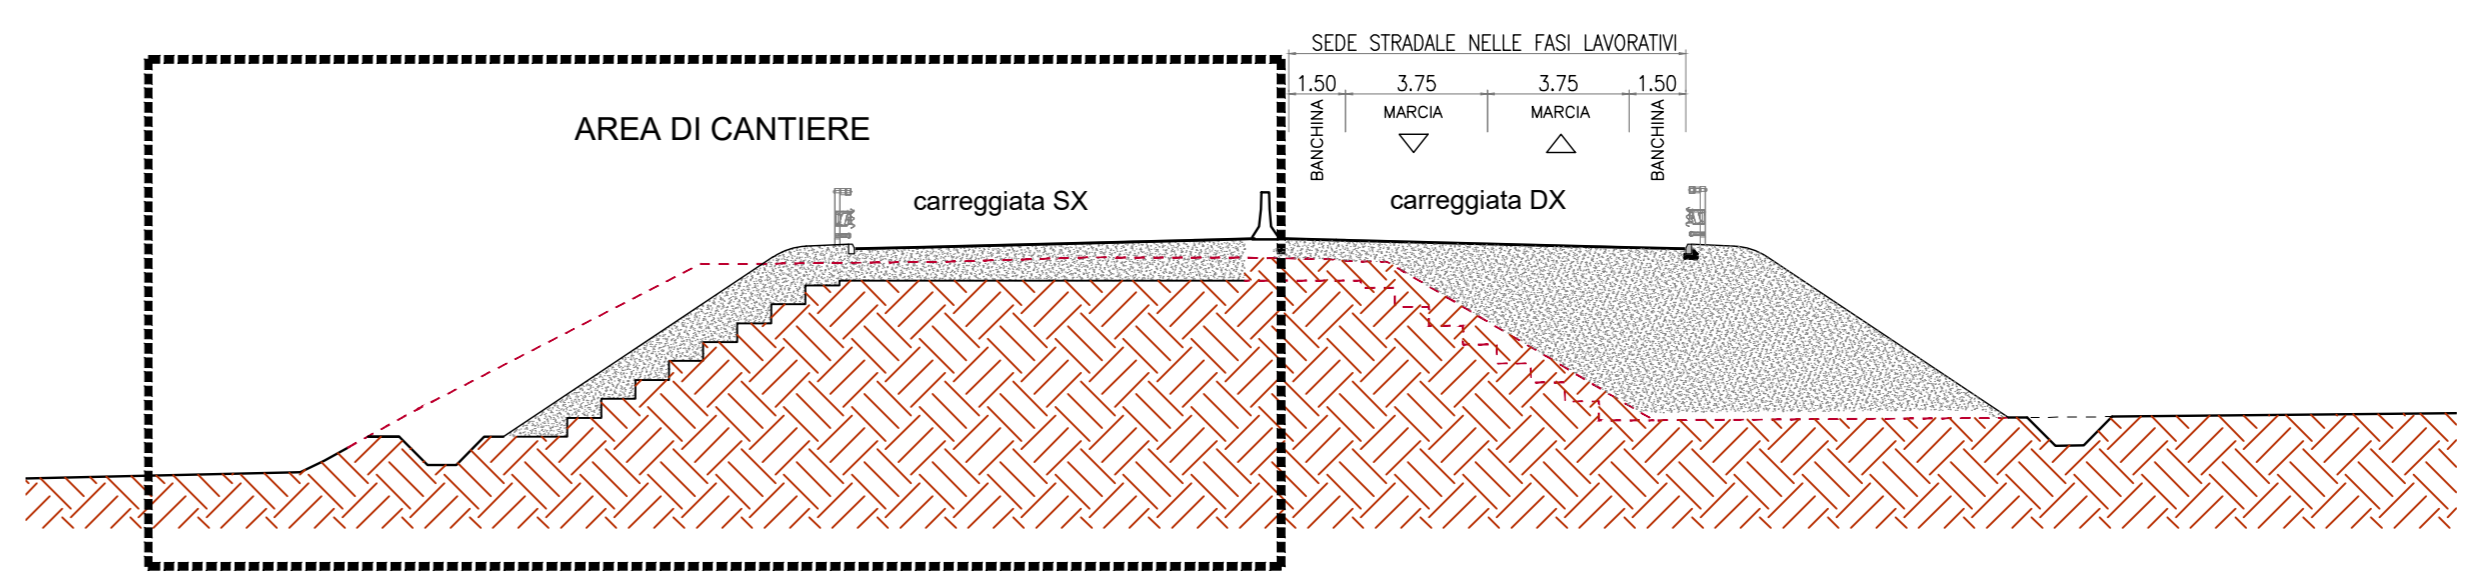 SEDE STRADALE NELLE FASI LAVORATIVI
1.50 3.75 3.75 1.50
BANCHINA MARCIA MARCIA BANCHINA
AREA DI CANTIERE
carreggiata SX carreggiata DX